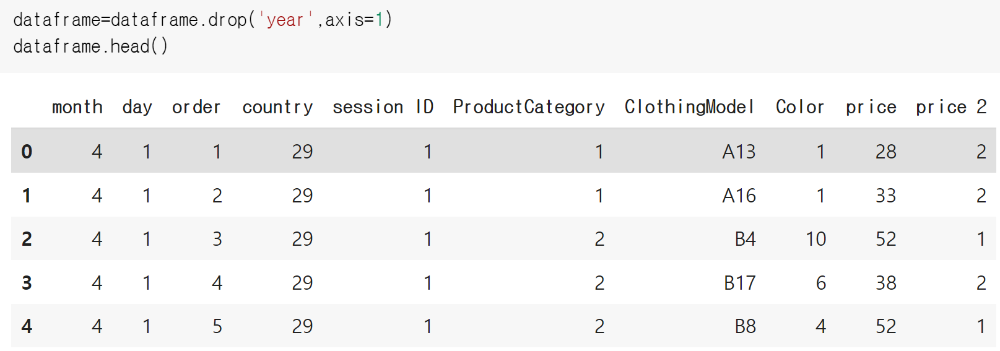 dataframe=dataframe.drop('year',axis=1)
dataframe.head()
month day order country session ID ProductCategory ClothingModel Color price price 2
0 4 1 1 29 1 1 A13 1 28 2
1 4 1 2 29 1 1 A16 1 33 2
2 4 1 3 29 1 2 B4 10 52 1
3 4 1 4 29 1 2 B17 6 38 2
4 4 1 5 29 1 2 B8 4 52 1